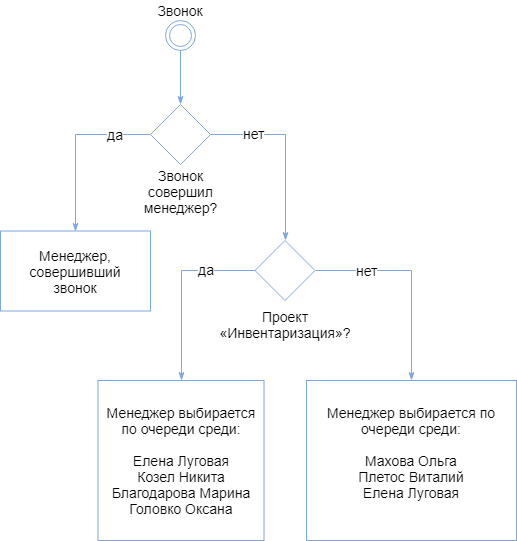 Звонок
да
нет
Звонок
совершил
менеджер?
Менеджер,
совершивший
звонок
да
нет
Проект
«Инвентаризация»?
Менеджер выбирается
по очереди среди:
Елена Луговая
Козел Никита
Благодарова Марина
Головко Оксана
Менеджер выбирается по
очереди среди:
Махова Ольга
Плетос Виталий
Елена Луговая